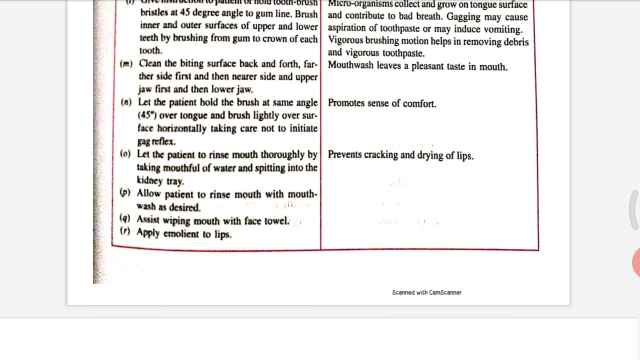 (l) Give instruction to patient or hold tooth-brush
bristles at 45 degree angle to gum line. Brush
inner and outer surfaces of upper and lower
teeth by brushing from gum to crown of each
tooth.
(m) Clean the biting surface back and forth, far-
ther side first and then nearer side and upper
jaw first and then lower jaw.
(n) Let the patient hold the brush at same angle
(45°) over tongue and brush lightly over sur-
face horizontally taking care not to initiate
gag reflex.
(o) Let the patient to rinse mouth thoroughly by
taking mouthful of water and spitting into the
kidney tray.
(p) Allow patient to rinse mouth with mouth-
wash as desired.
(q) Assist wiping mouth with face towel.
(r) Apply emolient to lips.
Micro-organisms collect and grow on tongue surface
and contribute to bad breath. Gagging may cause
aspiration of toothpaste or may induce vomiting.
Vigorous brushing motion helps in removing debris
and vigorous toothpaste.
Mouthwash leaves a pleasant taste in mouth.
Promotes sense of comfort.
Prevents cracking and drying of lips.
Scanned with CamScanner